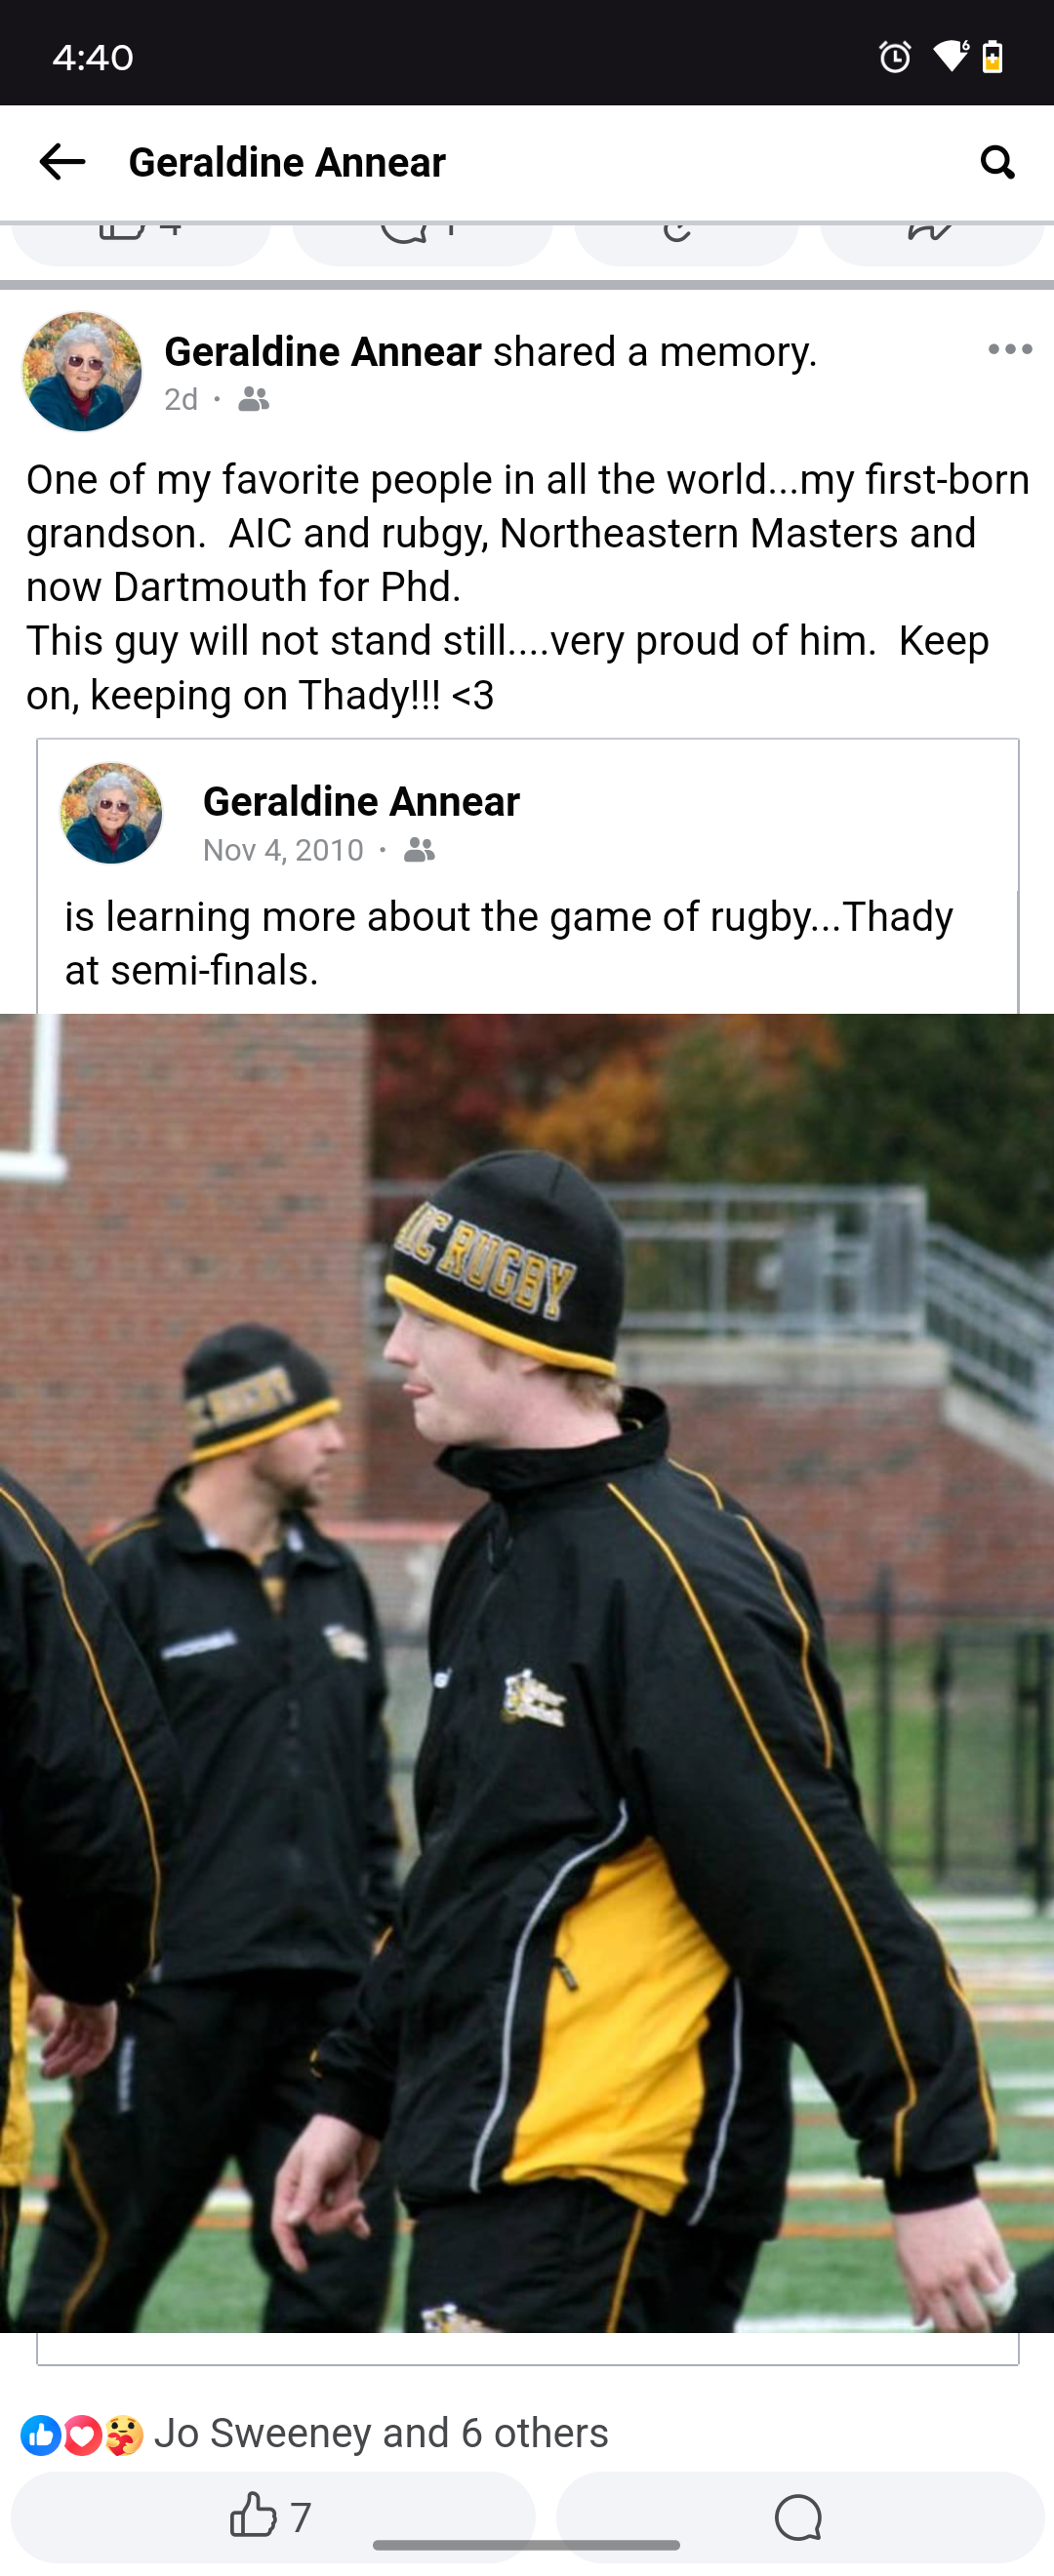 4:40
6
Geraldine Annear
Geraldine Annear shared a memory.
2d ·
One of my favorite people in all the world...my first-born
grandson.  AIC and rubgy, Northeastern Masters and
now Dartmouth for Phd.
This guy will not stand still....very proud of him.  Keep
on, keeping on Thady!!! <3
Geraldine Annear
Nov 4, 2010 ·
is learning more about the game of rugby...Thady
at semi-finals.
AIC RUGBY
C RUGBY
Jo Sweeney and 6 others
7